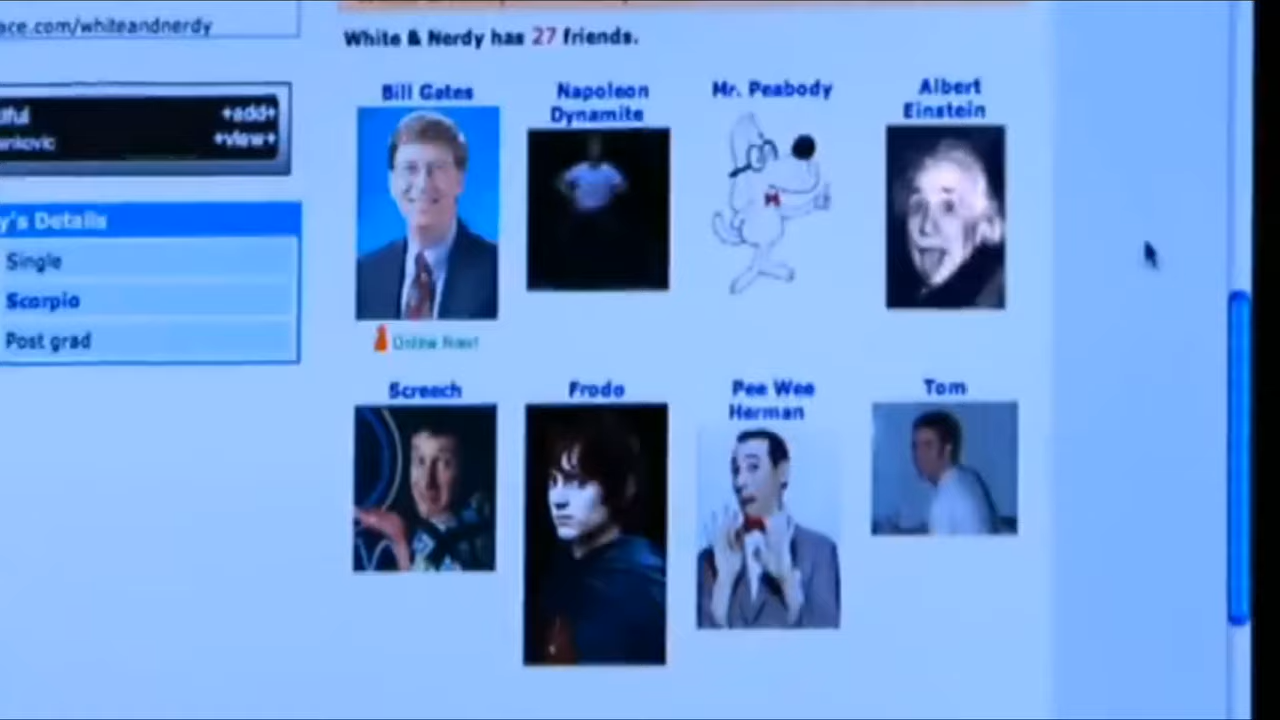 ace.com/whiteandnerdy
White & Nerdy has 27 friends.
+add+
+view+
y's Details
Single
Scorpio
Post grad
Bill Gates
Napoleon
Dynamite
Mr. Peabody
Albert
Einstein
Online Now!
Screech
Frodo
Pee Wee
Herman
Tom